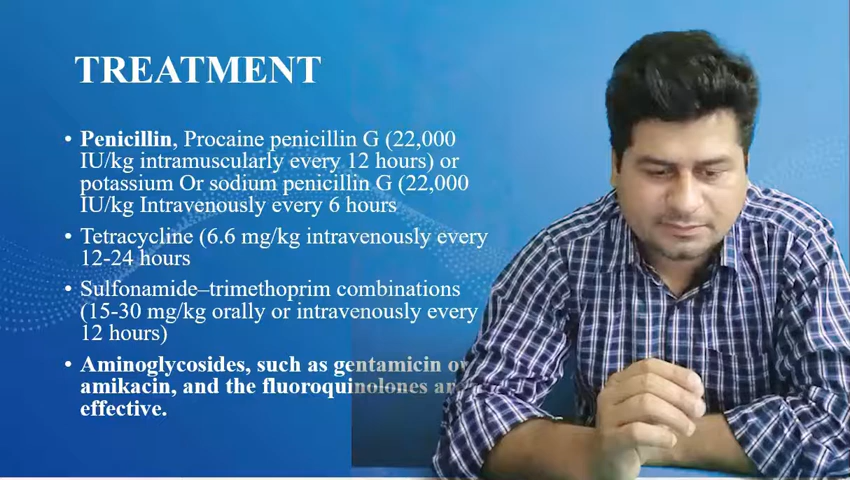 TREATMENT
• Penicillin, Procaine penicillin G (22,000
IU/kg intramuscularly every 12 hours) or
potassium Or sodium penicillin G (22,000
IU/kg Intravenously every 6 hours
• Tetracycline (6.6 mg/kg intravenously every
12-24 hours
• Sulfonamide–trimethoprim combinations
(15-30 mg/kg orally or intravenously every
12 hours)
• Aminoglycosides, such as gentamicin
amikacin, and the fluoroquinolones
effective.